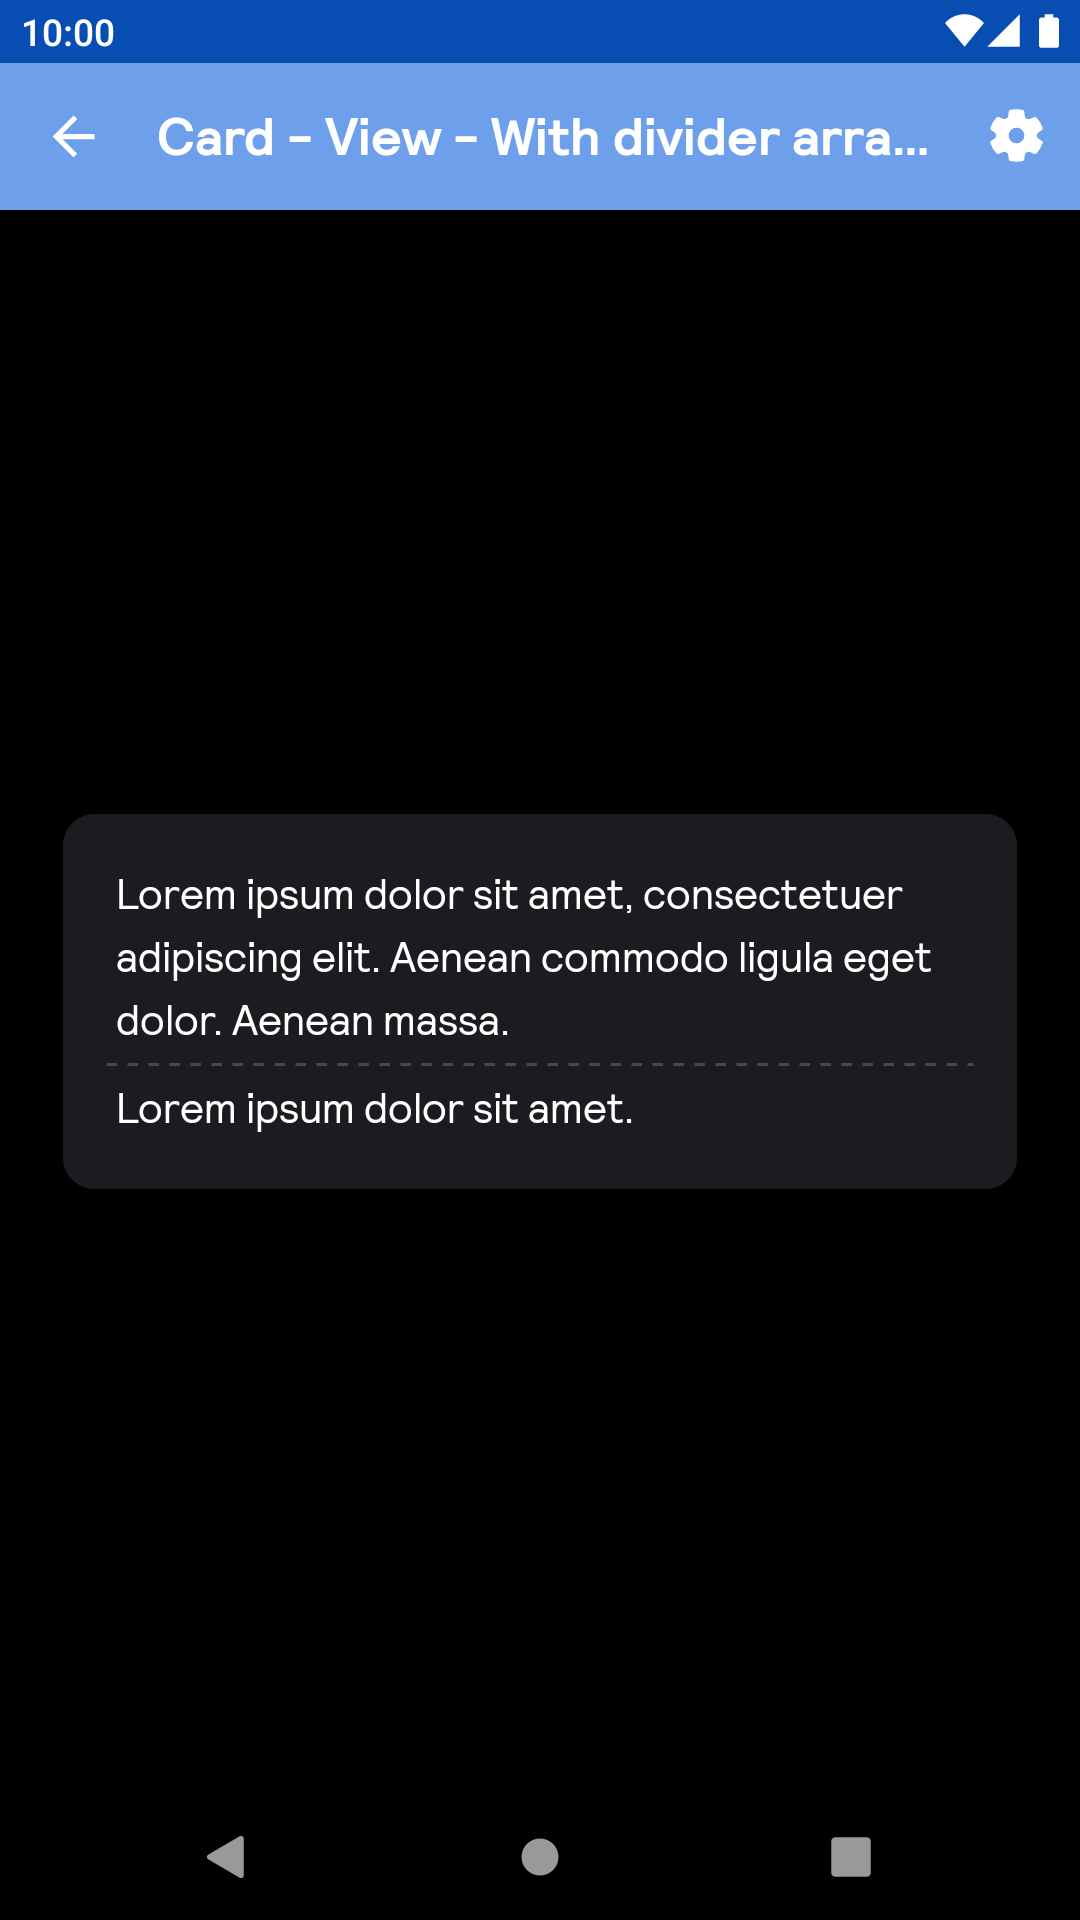 10:00
Card - View - With divider arra...
Lorem ipsum dolor sit amet, consectetuer
adipiscing elit. Aenean commodo ligula eget
dolor. Aenean massa.
Lorem ipsum dolor sit amet.